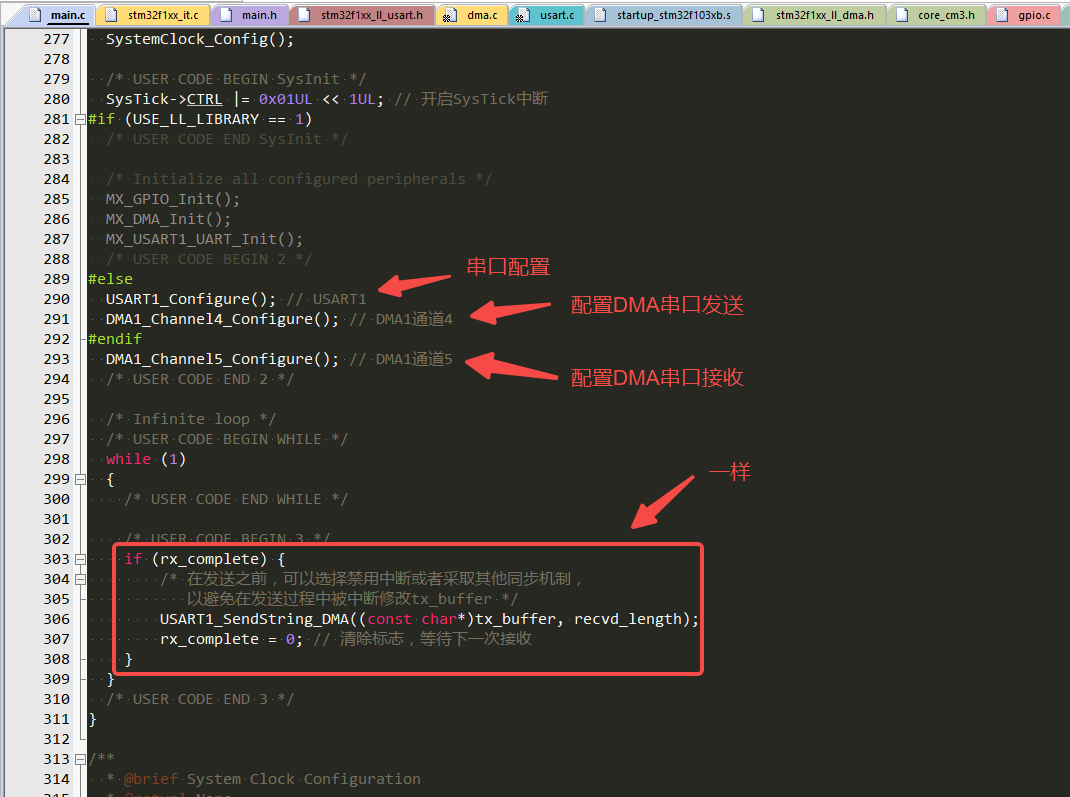 main.c stm32f1xx_it.c main.h stm32f1xx_ll_usart.h dma.c usart.c startup_stm32f103xb.s stm32f1xx_ll_dma.h core_cm3.h gpio.c
277 SystemClock_Config();
278
279 /* USER CODE BEGIN SysInit */
280 SysTick->CTRL |= 0x01UL << 1UL; // 开启SysTick中断
281 #if (USE_LL_LIBRARY == 1)
282 /* USER CODE END SysInit */
283
284 /* Initialize all configured peripherals */
285 MX_GPIO_Init();
286 MX_DMA_Init();
287 MX_USART1_UART_Init();
288 /* USER CODE BEGIN 2 */
289 #else
串口配置
290 USART1_Configure(); // USART1
配置DMA串口发送
291 DMA1_Channel4_Configure(); // DMA1通道4
292 #endif
293 DMA1_Channel5_Configure(); // DMA1通道5
配置DMA串口接收
294 /* USER CODE END 2 */
295
296 /* Infinite loop */
297 /* USER CODE BEGIN WHILE */
298 while (1)
一样
299 {
300 /* USER CODE END WHILE */
301
302 /* USER CODE BEGIN 3 */
303 if (rx_complete) {
304 /* 在发送之前，可以选择禁用中断或者采取其他同步机制，
305 以避免在发送过程中被中断修改tx_buffer */
306 USART1_SendString_DMA((const char*)tx_buffer, recvd_length);
307 rx_complete = 0; // 清除标志，等待下一次接收
308 }
309 }
310 /* USER CODE END 3 */
311 }
312
313 /**
314 * @brief System Clock Configuration
315 * @retval None